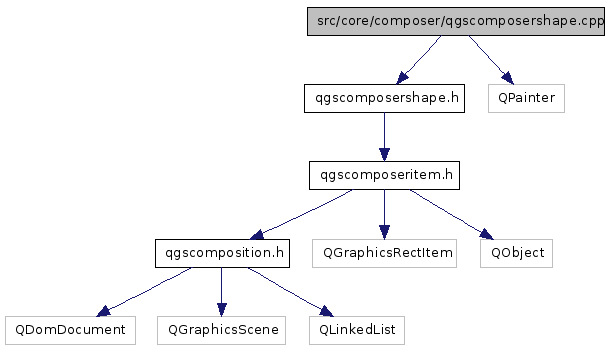 src/core/composer/qgscomposershape.cpp
qgscomposershape.h
QPainter
qgscomposeritem.h
qgscomposition.h
QGraphicsRectItem
QObject
QDomDocument
QGraphicsScene
QLinkedList